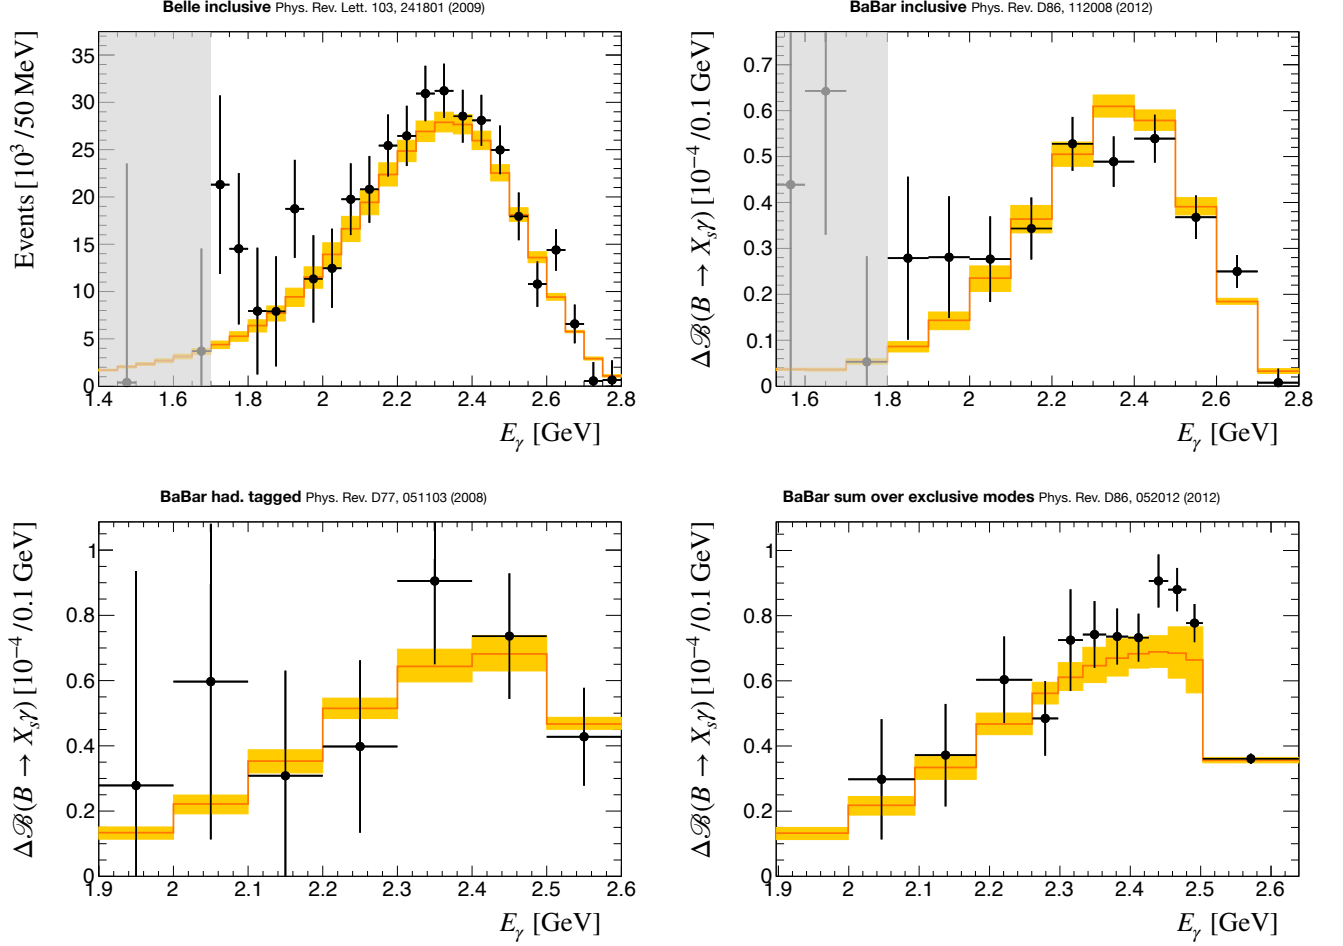 Belle inclusive Phys. Rev. Lett. 103, 241801 (2009)
Events [10³/50 MeV]
35
30
25
20
15
10
5
0
1.4 1.6 1.8 2 2.2 2.4 2.6 2.8
E_γ [GeV]
BaBar inclusive Phys. Rev. D86, 112008 (2012)
Δℬ(B → X_sγ) [10⁻⁴/0.1 GeV]
0.7
0.6
0.5
0.4
0.3
0.2
0.1
0
1.6 1.8 2 2.2 2.4 2.6 2.8
E_γ [GeV]
BaBar had. tagged Phys. Rev. D77, 051103 (2008)
Δℬ(B → X_sγ) [10⁻⁴/0.1 GeV]
1
0.8
0.6
0.4
0.2
0
1.9 2 2.1 2.2 2.3 2.4 2.5 2.6
E_γ [GeV]
BaBar sum over exclusive modes Phys. Rev. D86, 052012 (2012)
Δℬ(B → X_sγ) [10⁻⁴/0.1 GeV]
1
0.8
0.6
0.4
0.2
0
1.9 2 2.1 2.2 2.3 2.4 2.5 2.6
E_γ [GeV]